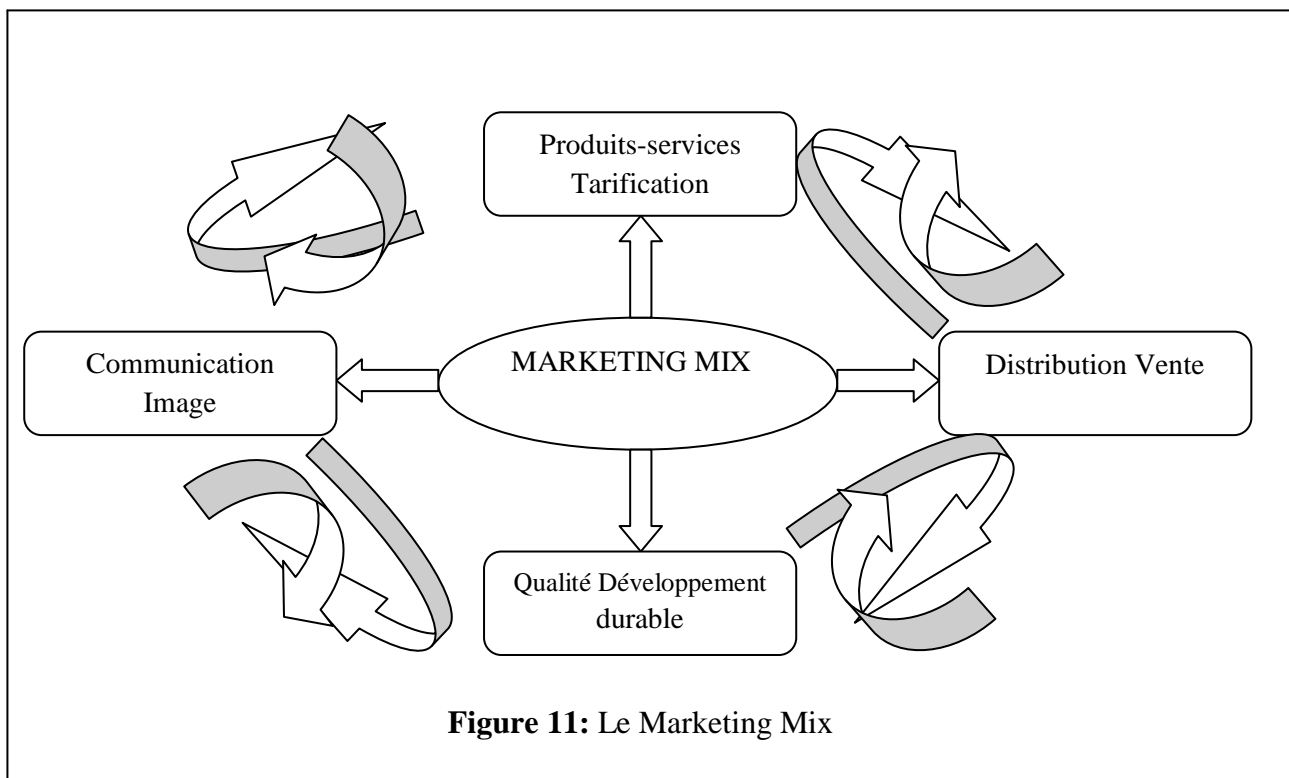 Produits-services
Tarification
Communication
Image
MARKETING MIX
Distribution Vente
Qualité Développement
durable
Figure 11: Le Marketing Mix